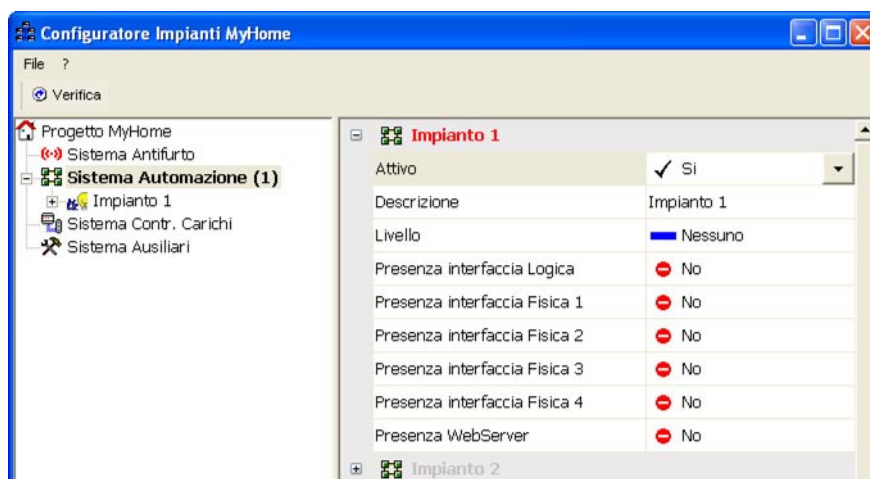 Configuratore Impianti MyHome
File ?
Verifica
Progetto MyHome
Sistema Antifurto
Sistema Automazione (1)
Impianto 1
Sistema Contr. Carichi
Sistema Ausiliari
Impianto 1
Attivo Si
Descrizione Impianto 1
Livello Nessuno
Presenza interfaccia Logica No
Presenza interfaccia Fisica 1 No
Presenza interfaccia Fisica 2 No
Presenza interfaccia Fisica 3 No
Presenza interfaccia Fisica 4 No
Presenza WebServer No
Impianto 2